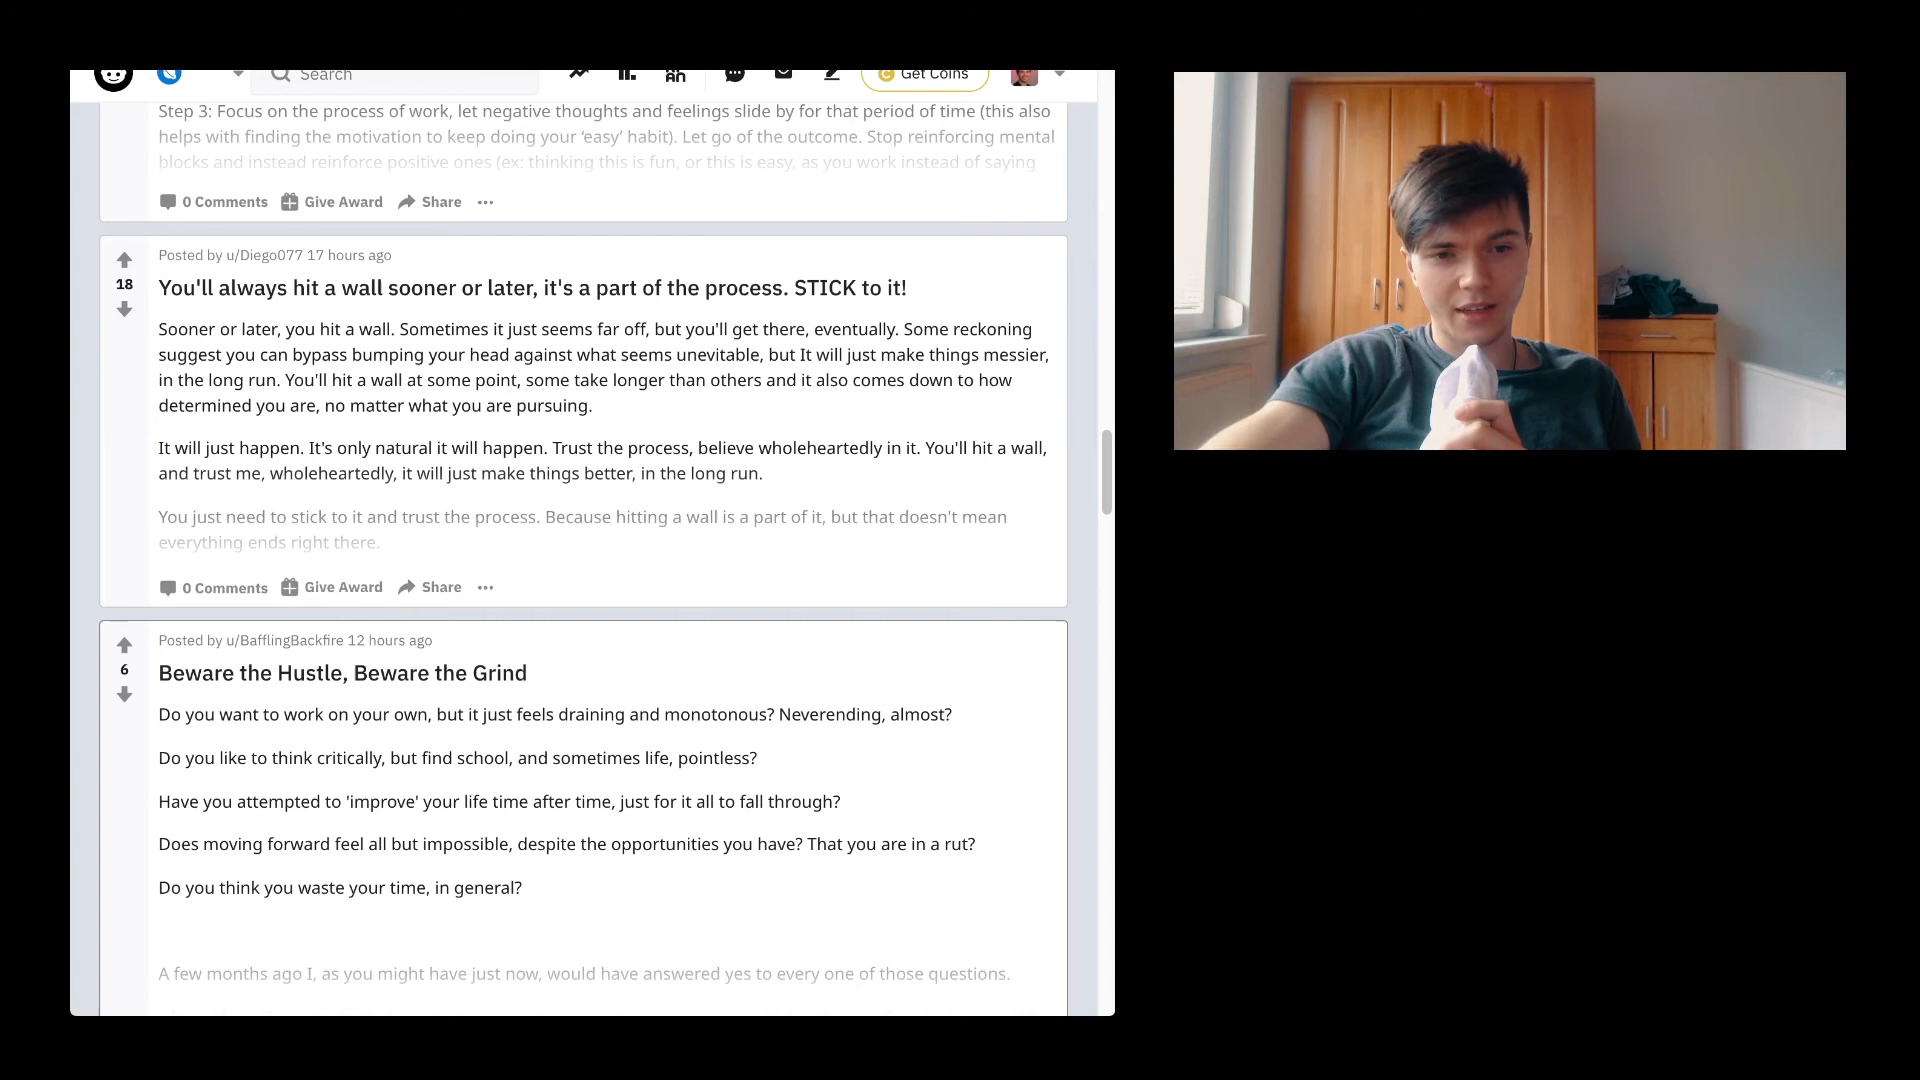 Search
Get Coins
Step 3: Focus on the process of work, let negative thoughts and feelings slide by for that period of time (this also
helps with finding the motivation to keep doing your ‘easy’ habit). Let go of the outcome. Stop reinforcing mental
blocks and instead reinforce positive ones (ex: thinking this is fun, or this is easy, as you work instead of saying
0 Comments Give Award Share
Posted by u/Diego077 17 hours ago
18
You'll always hit a wall sooner or later, it's a part of the process. STICK to it!
Sooner or later, you hit a wall. Sometimes it just seems far off, but you'll get there, eventually. Some reckoning
suggest you can bypass bumping your head against what seems unevitable, but It will just make things messier,
in the long run. You'll hit a wall at some point, some take longer than others and it also comes down to how
determined you are, no matter what you are pursuing.
It will just happen. It's only natural it will happen. Trust the process, believe wholeheartedly in it. You'll hit a wall,
and trust me, wholeheartedly, it will just make things better, in the long run.
You just need to stick to it and trust the process. Because hitting a wall is a part of it, but that doesn't mean
everything ends right there.
0 Comments Give Award Share
Posted by u/BafflingBackfire 12 hours ago
6
Beware the Hustle, Beware the Grind
Do you want to work on your own, but it just feels draining and monotonous? Neverending, almost?
Do you like to think critically, but find school, and sometimes life, pointless?
Have you attempted to 'improve' your life time after time, just for it all to fall through?
Does moving forward feel all but impossible, despite the opportunities you have? That you are in a rut?
Do you think you waste your time, in general?
A few months ago I, as you might have just now, would have answered yes to every one of those questions.